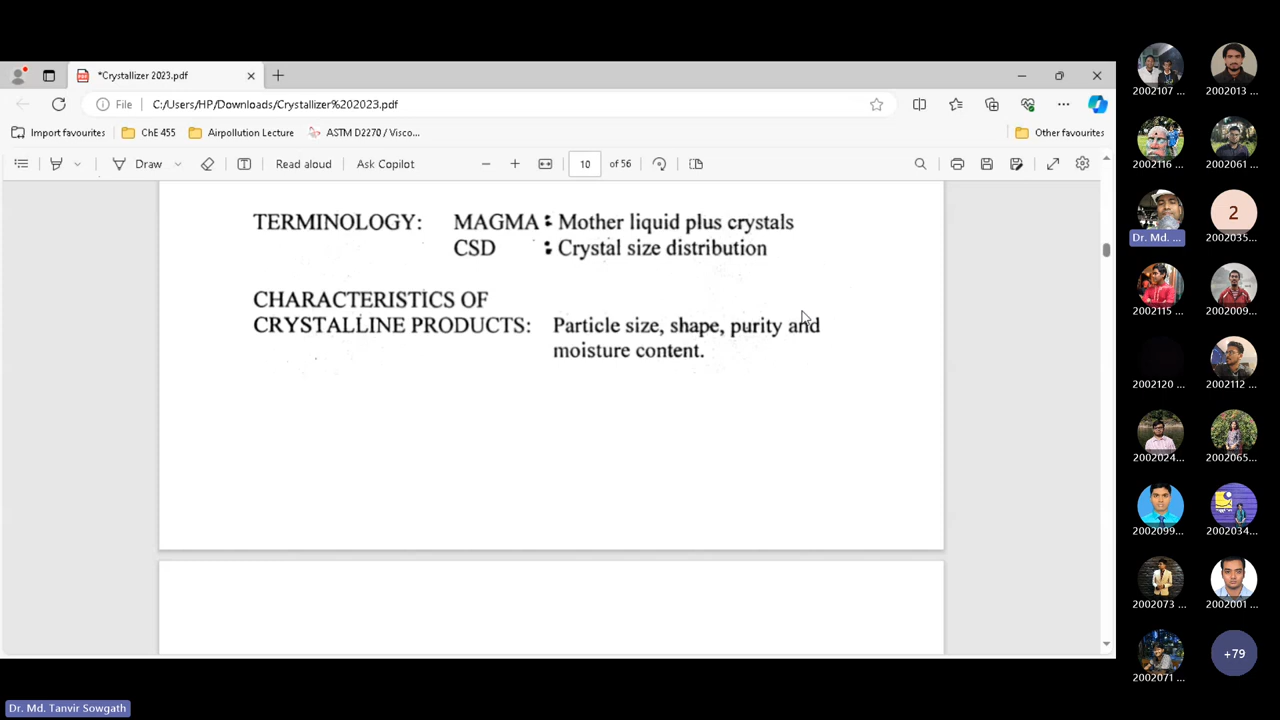 *Crystallizer 2023.pdf
File C:/Users/HP/Downloads/Crystallizer%202023.pdf
Import favourites ChE 455 Airpollution Lecture ASTM D2270 / Visco... Other favourites
Draw Read aloud Ask Copilot 10 of 56
TERMINOLOGY: MAGMA : Mother liquid plus crystals
CSD : Crystal size distribution
CHARACTERISTICS OF
CRYSTALLINE PRODUCTS: Particle size, shape, purity and
moisture content.
2002107 ... 2002013 ...
2002116 ... 2002061 ...
2
Dr. Md. ... 2002035...
2002115 ... 2002009...
2002120 ... 2002112 ...
2002024... 2002065...
2002099... 2002034...
2002073 ... 2002001 ...
+79
2002071 ...
Dr. Md. Tanvir Sowgath